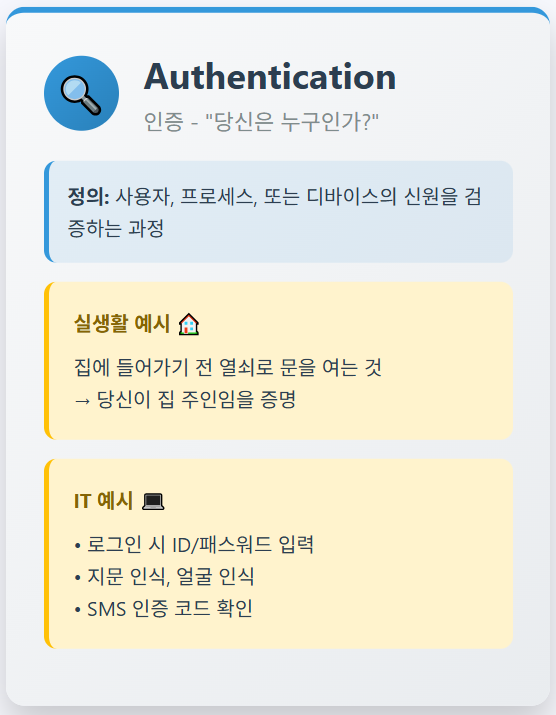 Authentication
인증 - "당신은 누구인가?"
정의: 사용자, 프로세스, 또는 디바이스의 신원을 검
증하는 과정
실생활 예시 🏠
집에 들어가기 전 열쇠로 문을 여는 것
→ 당신이 집 주인임을 증명
IT 예시 💻
• 로그인 시 ID/패스워드 입력
• 지문 인식, 얼굴 인식
• SMS 인증 코드 확인